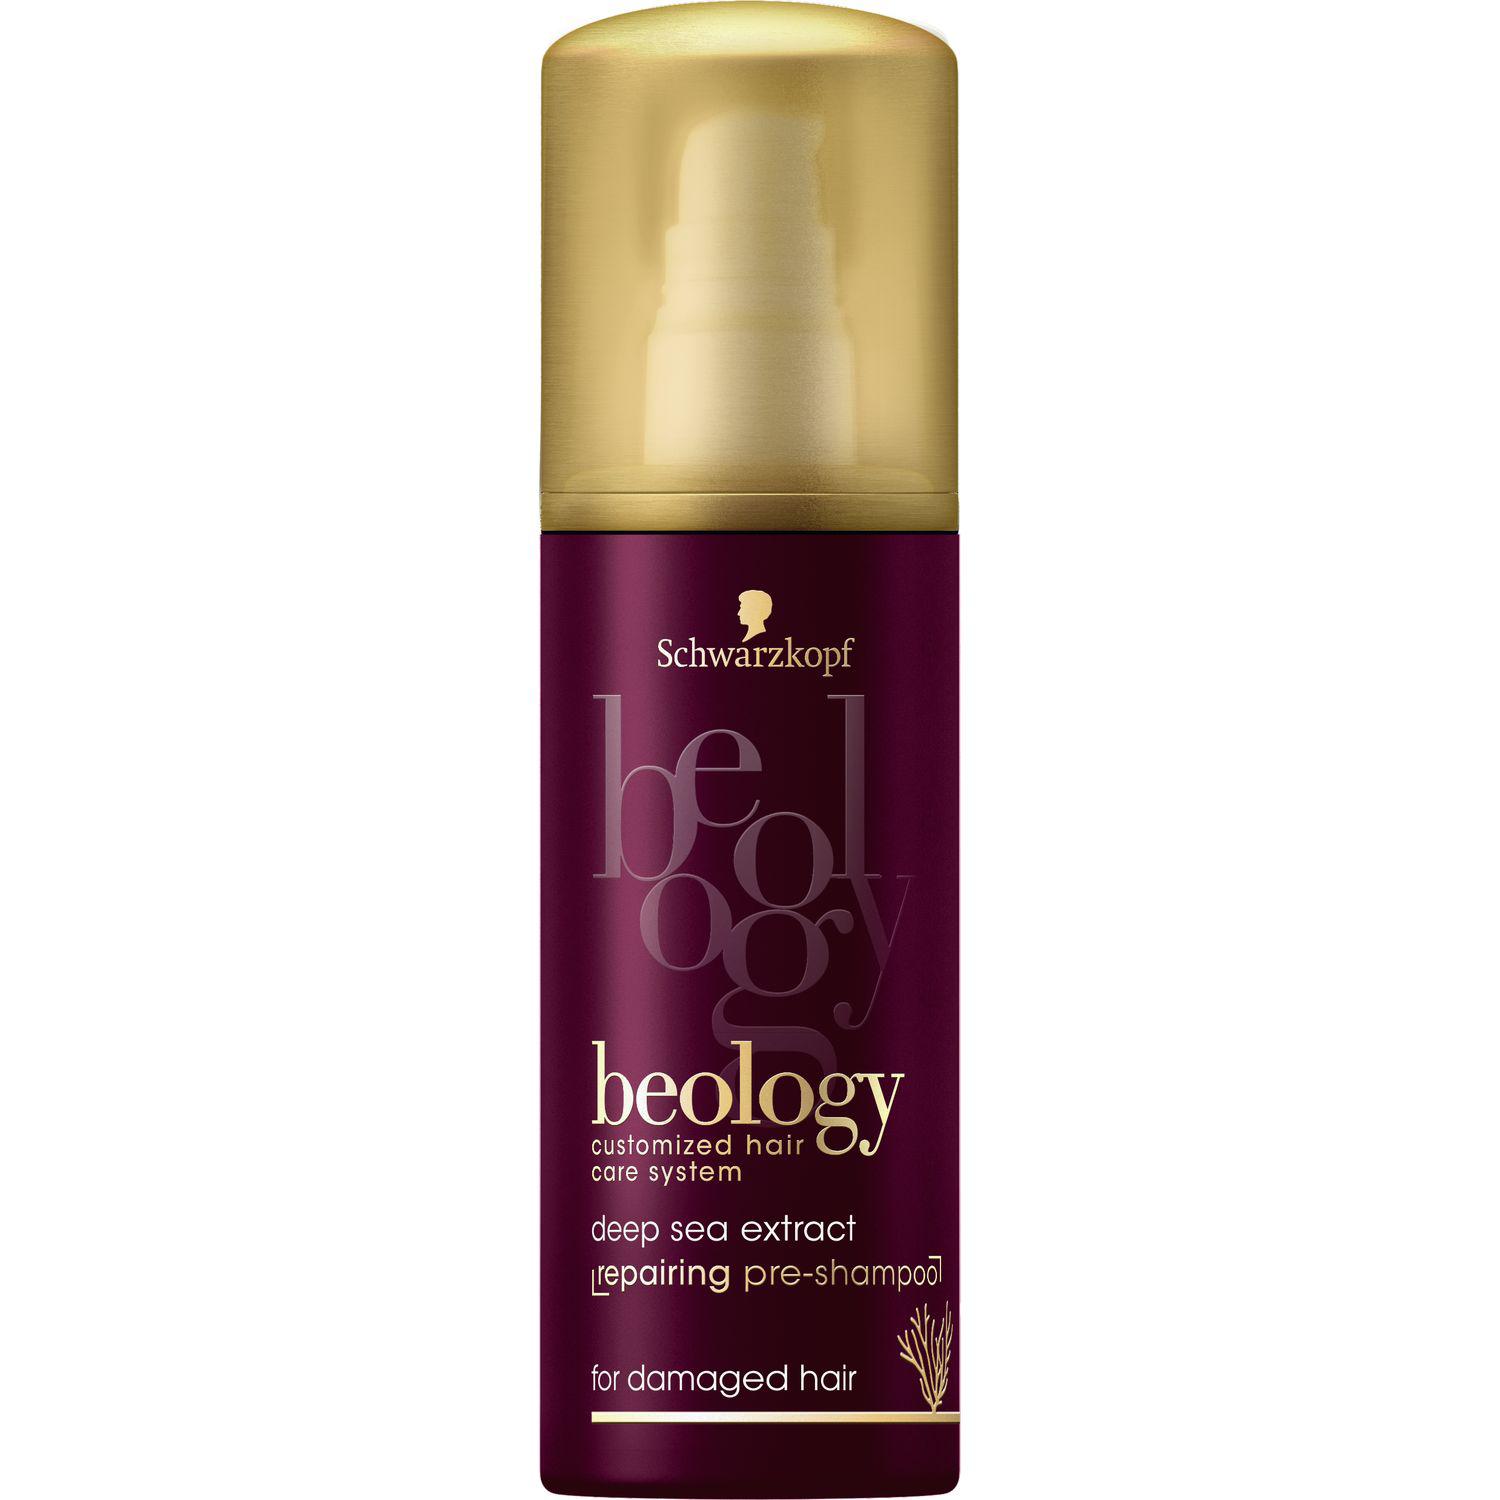 Schwarzkopf
beology
beology
customized hair
care system
deep sea extract
repairing pre-shampoo
for damaged hair